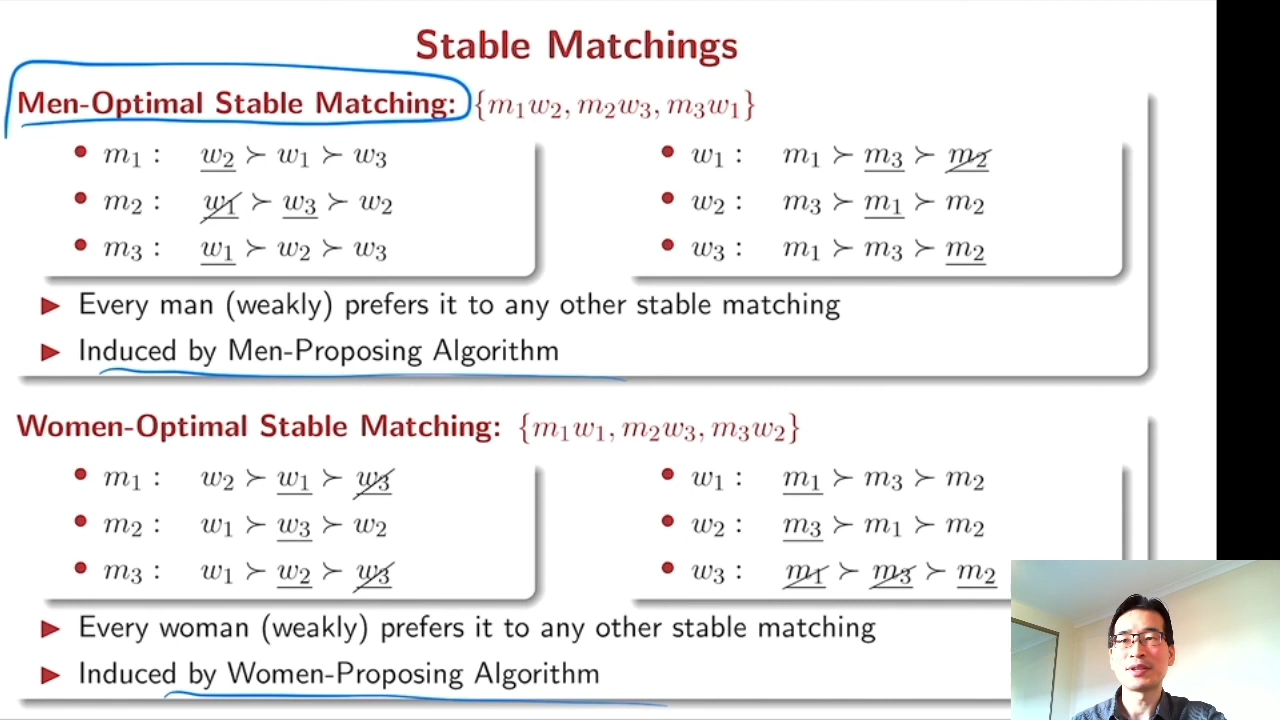 Stable Matchings
Men-Optimal Stable Matching: {m₁w₂, m₂w₃, m₃w₁}
• m₁ : w₂ ≻ w₁ ≻ w₃
• m₂ : w₁ ≻ w₃ ≻ w₂
• m₃ : w₁ ≻ w₂ ≻ w₃
• w₁ : m₁ ≻ m₃ ≻ m₂
• w₂ : m₃ ≻ m₁ ≻ m₂
• w₃ : m₁ ≻ m₃ ≻ m₂
▶ Every man (weakly) prefers it to any other stable matching
▶ Induced by Men-Proposing Algorithm
Women-Optimal Stable Matching: {m₁w₁, m₂w₃, m₃w₂}
• m₁ : w₂ ≻ w₁ ≻ w₃
• m₂ : w₁ ≻ w₃ ≻ w₂
• m₃ : w₁ ≻ w₂ ≻ w₃
• w₁ : m₁ ≻ m₃ ≻ m₂
• w₂ : m₃ ≻ m₁ ≻ m₂
• w₃ : m₁ ≻ m₃ ≻ m₂
▶ Every woman (weakly) prefers it to any other stable matching
▶ Induced by Women-Proposing Algorithm